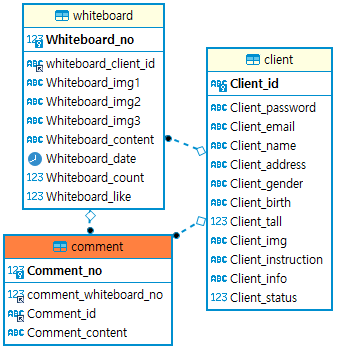 whiteboard
123 Whiteboard_no
ABC whiteboard_client_id
ABC Whiteboard_img1
ABC Whiteboard_img2
ABC Whiteboard_img3
ABC Whiteboard_content
Whiteboard_date
123 Whiteboard_count
123 Whiteboard_like
client
ABC Client_id
ABC Client_password
ABC Client_email
ABC Client_name
ABC Client_address
ABC Client_gender
ABC Client_birth
123 Client_tall
ABC Client_img
ABC Client_instruction
ABC Client_info
123 Client_status
comment
123 Comment_no
123 comment_whiteboard_no
ABC Comment_id
ABC Comment_content